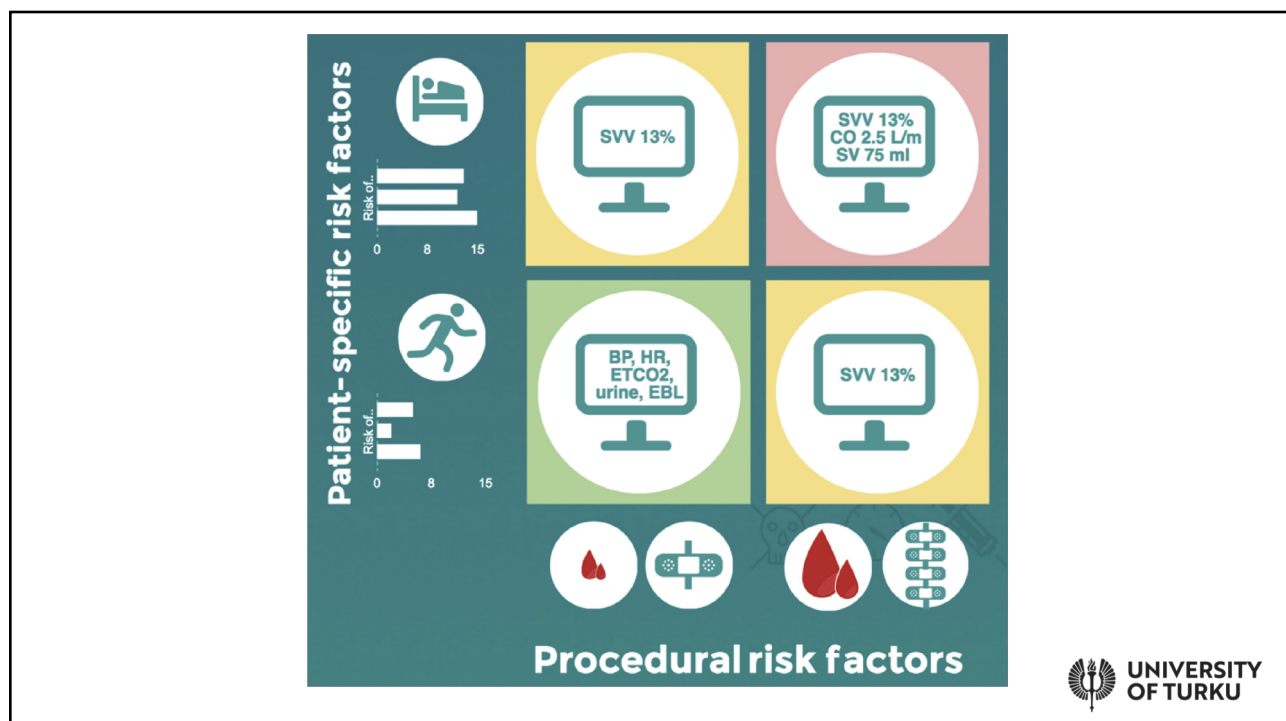 Patient-specific risk factors
Risk of..
0 8 15
Risk of..
0 8 15
SVV 13%
SVV 13%
CO 2.5 L/m
SV 75 ml
BP, HR,
ETCO2,
urine, EBL
SVV 13%
Procedural risk factors
UNIVERSITY
OF TURKU